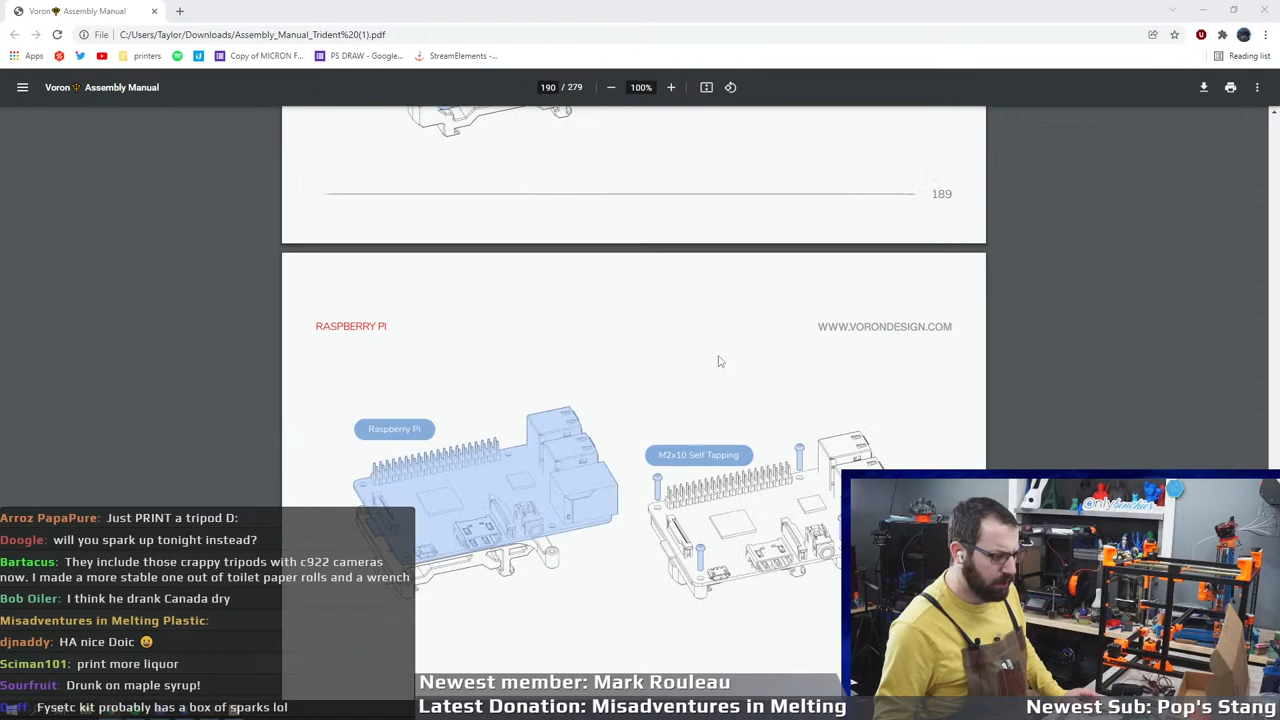 Voron Assembly Manual
File C:/Users/Taylor/Downloads/Assembly_Manual_Trident%20(1).pdf
Apps printers Copy of MICRON F... PS DRAW - Google... StreamElements -... Reading list
Voron Assembly Manual 190 / 279 100%
189
RASPBERRY PI WWW.VORONDESIGN.COM
Raspberry Pi
M2x10 Self Tapping
@onlybenchies
Arroz PapaPure: Just PRINT a tripod D:
Doogle: will you spark up tonight instead?
Bartacus: They include those crappy tripods with c922 cameras
now. I made a more stable one out of toilet paper rolls and a wrench
Bob Oiler: I think he drank Canada dry
Misadventures in Melting Plastic:
djnaddy: HA nice Doic
Sciman101: print more liquor
Sourfruit: Drunk on maple syrup!
Duff: Fysetc kit probably has a box of sparks lol
Newest member: Mark Rouleau
Latest Donation: Misadventures in Melting
Newest Sub: Pop's Stang